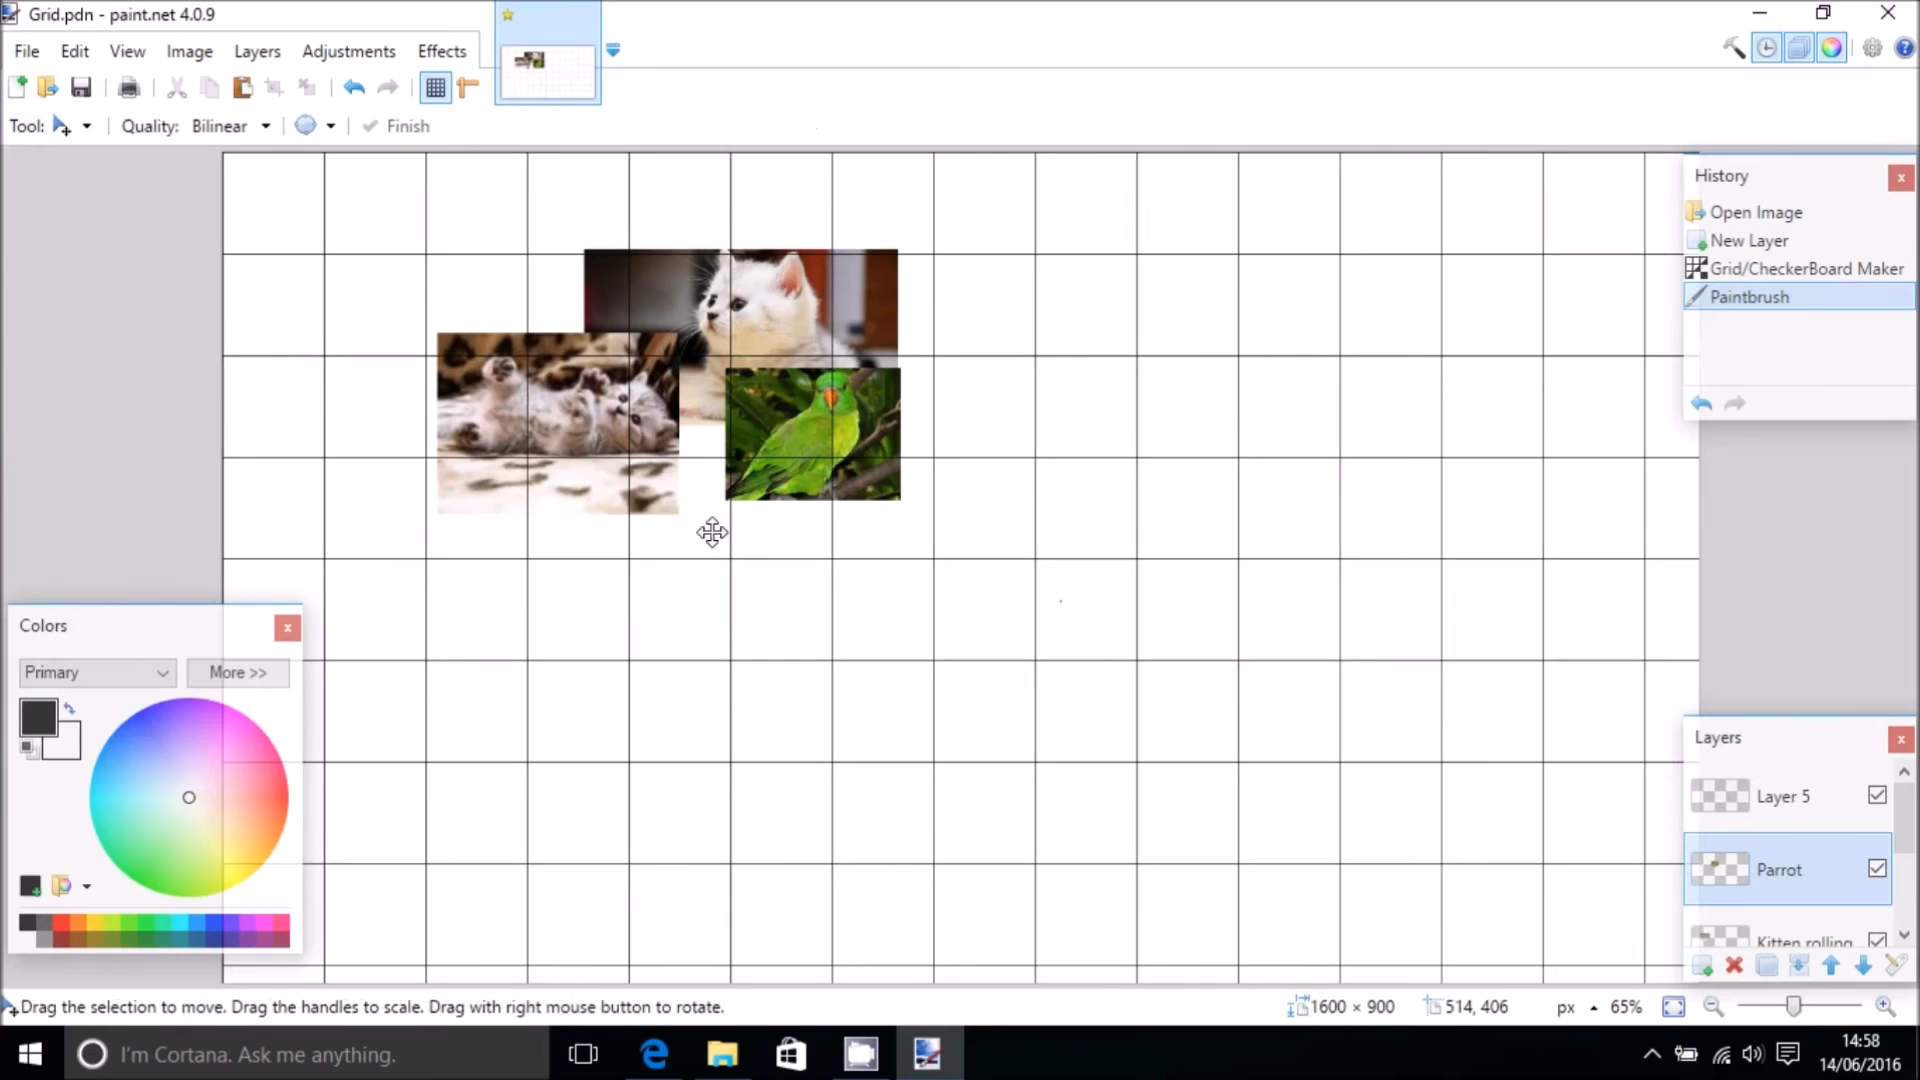 Grid.pdn - paint.net 4.0.9
File Edit View Image Layers Adjustments Effects
Tool: Quality: Bilinear Finish
History
Open Image
New Layer
Grid/CheckerBoard Maker
Paintbrush
Colors
Primary More >>
Layers
Layer 5
Parrot
Kitten rolling
Drag the selection to move. Drag the handles to scale. Drag with right mouse button to rotate.
1600 × 900 514, 406 px 65%
I'm Cortana. Ask me anything.
14:58
14/06/2016